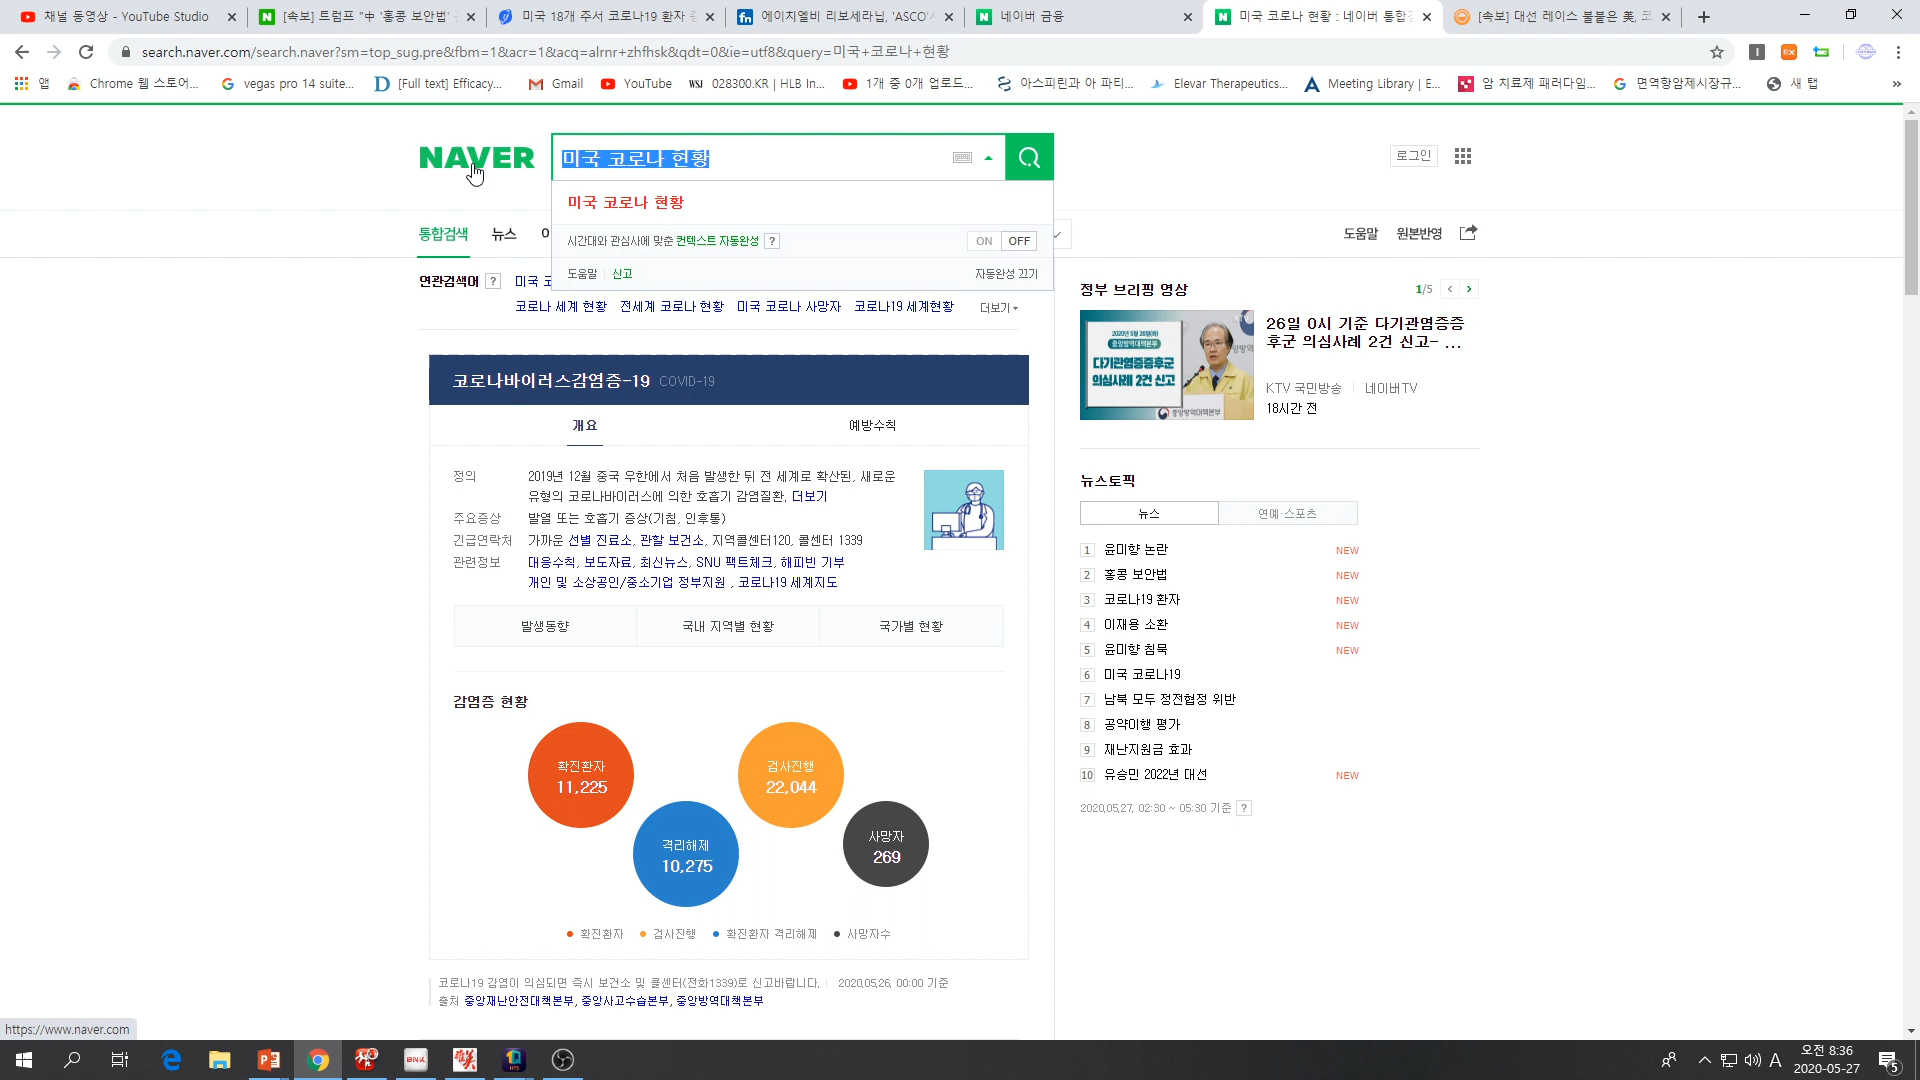 채널 동영상 - YouTube Studio
[속보] 트럼프 "中 '홍콩 보안법'
미국 18개 주서 코로나19 환자
에이치엘비 리보세라닙, 'ASCO'
네이버 금융
미국 코로나 현황 : 네이버 통합
[속보] 대선 레이스 불붙은 美, 코
search.naver.com/search.naver?sm=top_sug.pre&fbm=1&acr=1&acq=alrnr+zhfhsk&qdt=0&ie=utf8&query=미국+코로나+현황
앱
Chrome 웹 스토어...
vegas pro 14 suite...
[Full text] Efficacy...
Gmail
YouTube
WSJ 028300.KR | HLB In...
1개 중 0개 업로드...
아스피린과 아 파티...
Elevar Therapeutics...
Meeting Library | E...
암 치료제 패러다임...
면역항암제시장규...
새 탭
NAVER
미국 코로나 현황
로그인
미국 코로나 현황
시간대와 관심사에 맞춘 컨텍스트 자동완성 ?
ON OFF
도움말 신고
자동완성 끄기
통합검색 뉴스
도움말 원본반영
연관검색어 ? 미국 코
코로나 세계 현황 전세계 코로나 현황 미국 코로나 사망자 코로나19 세계현황 더보기
코로나바이러스감염증-19 COVID-19
개요 예방수칙
정의 2019년 12월 중국 우한에서 처음 발생한 뒤 전 세계로 확산된, 새로운
유형의 코로나바이러스에 의한 호흡기 감염질환. 더보기
주요증상 발열 또는 호흡기 증상(기침, 인후통)
긴급연락처 가까운 선별 진료소, 관할 보건소, 지역콜센터120, 콜센터 1339
관련정보 대응수칙, 보도자료, 최신뉴스, SNU 팩트체크, 해피빈 기부
개인 및 소상공인/중소기업 정부지원 , 코로나19 세계지도
발생동향 국내 지역별 현황 국가별 현황
감염증 현황
확진환자
11,225
검사진행
22,044
격리해제
10,275
사망자
269
확진환자 검사진행 확진환자 격리해제 사망자수
코로나19 감염이 의심되면 즉시 보건소 및 콜센터(전화1339)로 신고바랍니다. 2020.05.26. 00:00 기준
출처 중앙재난안전대책본부, 중앙사고수습본부, 중앙방역대책본부
정부 브리핑 영상
1/5
2020년 5월 26일(화)
중앙방역대책본부
다기관염증증후군
의심사례 2건 신고
중앙방역대책본부
26일 0시 기준 다기관염증증
후군 의심사례 2건 신고- ...
KTV 국민방송 네이버TV
18시간 전
뉴스토픽
뉴스 연예·스포츠
1 윤미향 논란 NEW
2 홍콩 보안법 NEW
3 코로나19 환자 NEW
4 이재용 소환 NEW
5 윤미향 침묵 NEW
6 미국 코로나19
7 남북 모두 정전협정 위반
8 공약이행 평가
9 재난지원금 효과
10 유승민 2022년 대선 NEW
2020.05.27. 02:30 ~ 05:30 기준 ?
https://www.naver.com
BNK
HTS
A
오전 8:36
2020-05-27
5